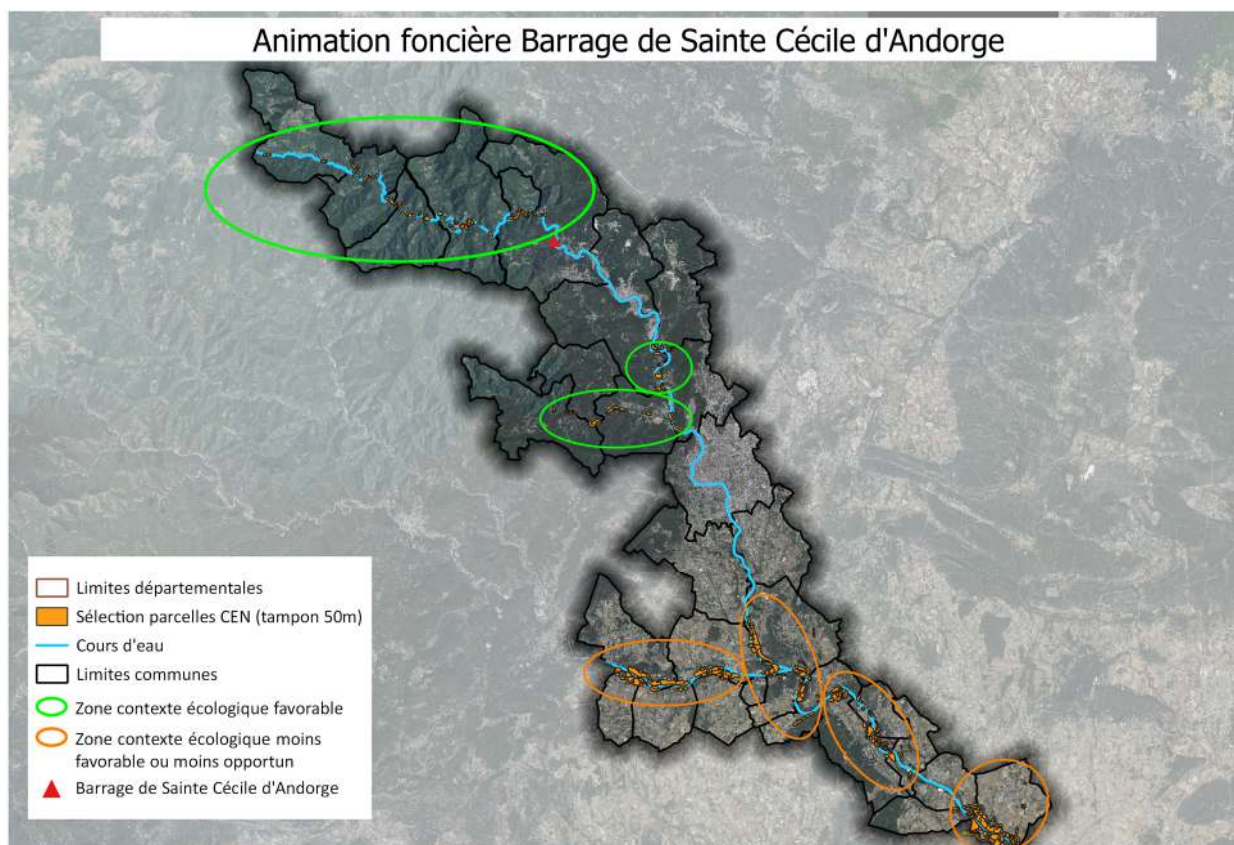 Animation foncière Barrage de Sainte Cécile d'Andorge
Limites départementales
Sélection parcelles CEN (tampon 50m)
Cours d'eau
Limites communes
Zone contexte écologique favorable
Zone contexte écologique moins
favorable ou moins opportun
Barrage de Sainte Cécile d'Andorge